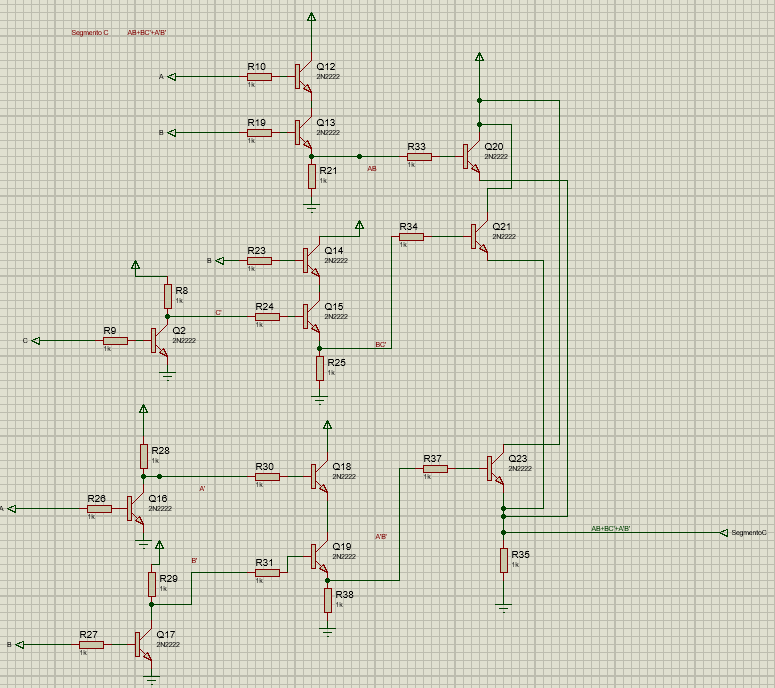 Segmento C AB+BC'+A'B'
R10
1k
Q12
2N2222
A
R19
1k
Q13
2N2222
B
R33
1k
Q20
2N2222
AB
R21
1k
R34
1k
Q21
2N2222
R23
1k
Q14
2N2222
B
R8
1k
C'
R24
1k
Q15
2N2222
R9
1k
Q2
2N2222
C
BC'
R25
1k
R28
1k
R30
1k
Q18
2N2222
R37
1k
Q23
2N2222
A'
R26
1k
Q16
2N2222
A
AB+BC'+A'B'
SegmentoC
A'B'
Q19
2N2222
B'
R31
1k
R35
1k
R29
1k
R38
1k
R27
1k
Q17
2N2222
B